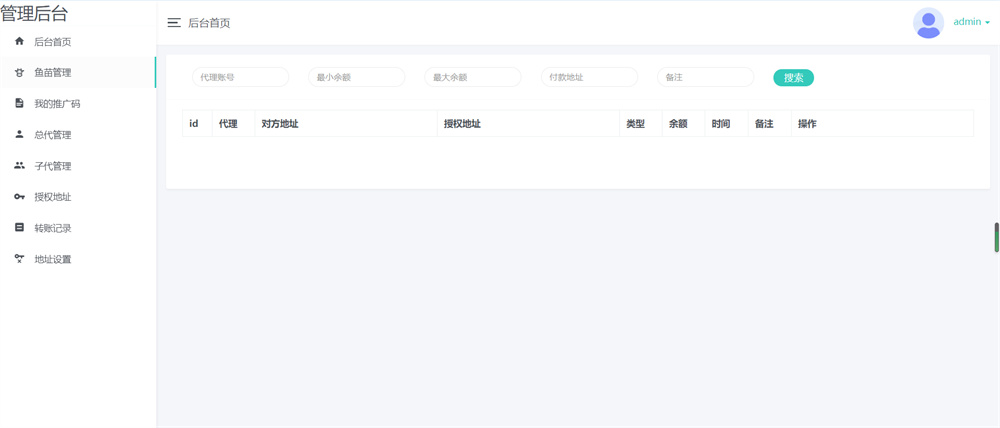 管理后台
后台首页
admin
后台首页
鱼苗管理
我的推广码
总代管理
子代管理
授权地址
转账记录
地址设置
代理账号 最小余额 最大余额 付款地址 备注 搜索
id 代理 对方地址 授权地址 类型 余额 时间 备注 操作